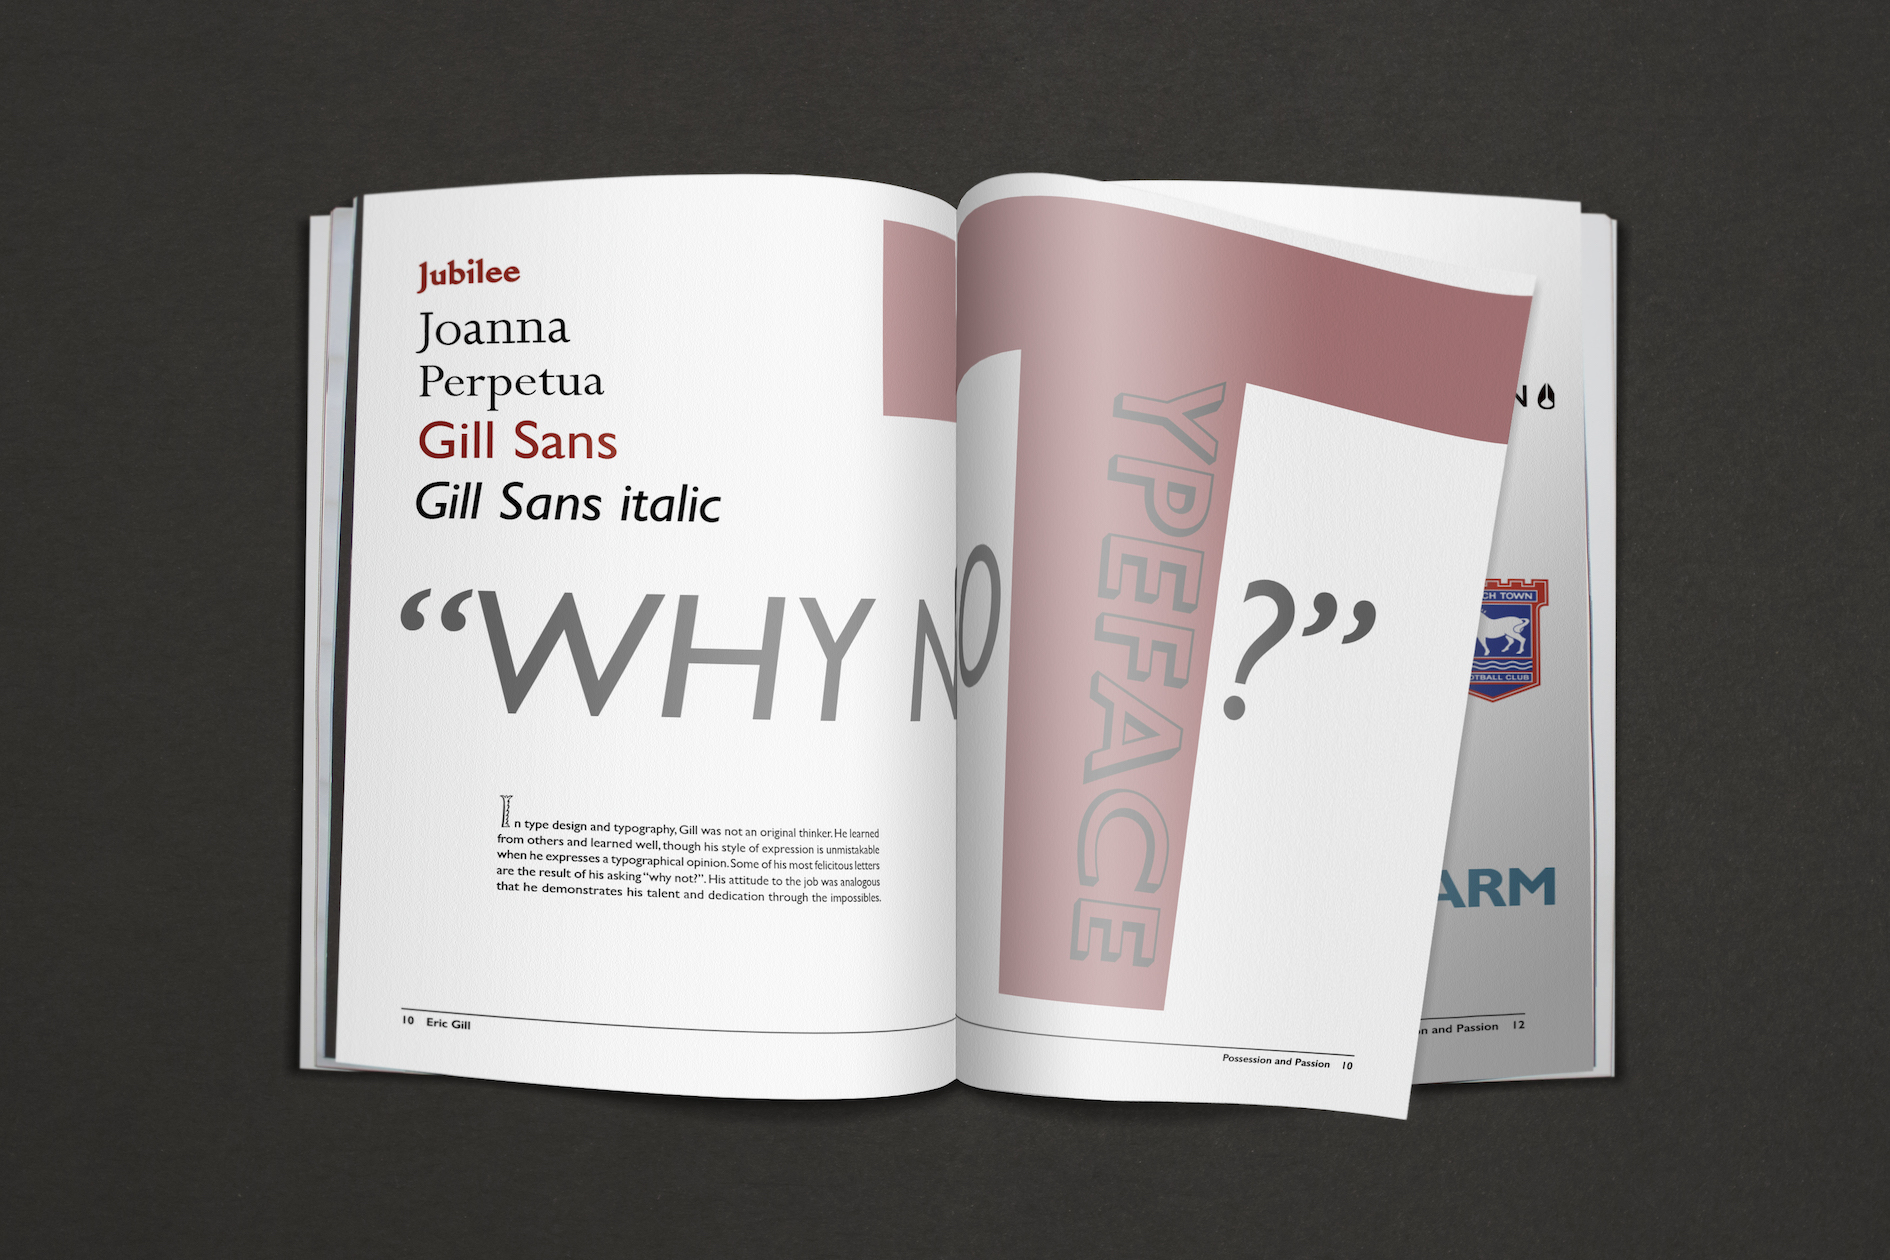 Jubilee
Joanna
Perpetua
Gill Sans
Gill Sans italic
“WHY NOT?”
YPEFACE
In type design and typography, Gill was not an original thinker. He learned
from others and learned well, though his style of expression is unmistakable
when he expresses a typographical opinion. Some of his most felicitous letters
are the result of his asking “why not?”. His attitude to the job was analogous
that he demonstrates his talent and dedication through the impossibles.
10 Eric Gill
Possession and Passion 10
N
CH TOWN
OTBALL CLUB
ARM
on and Passion 12